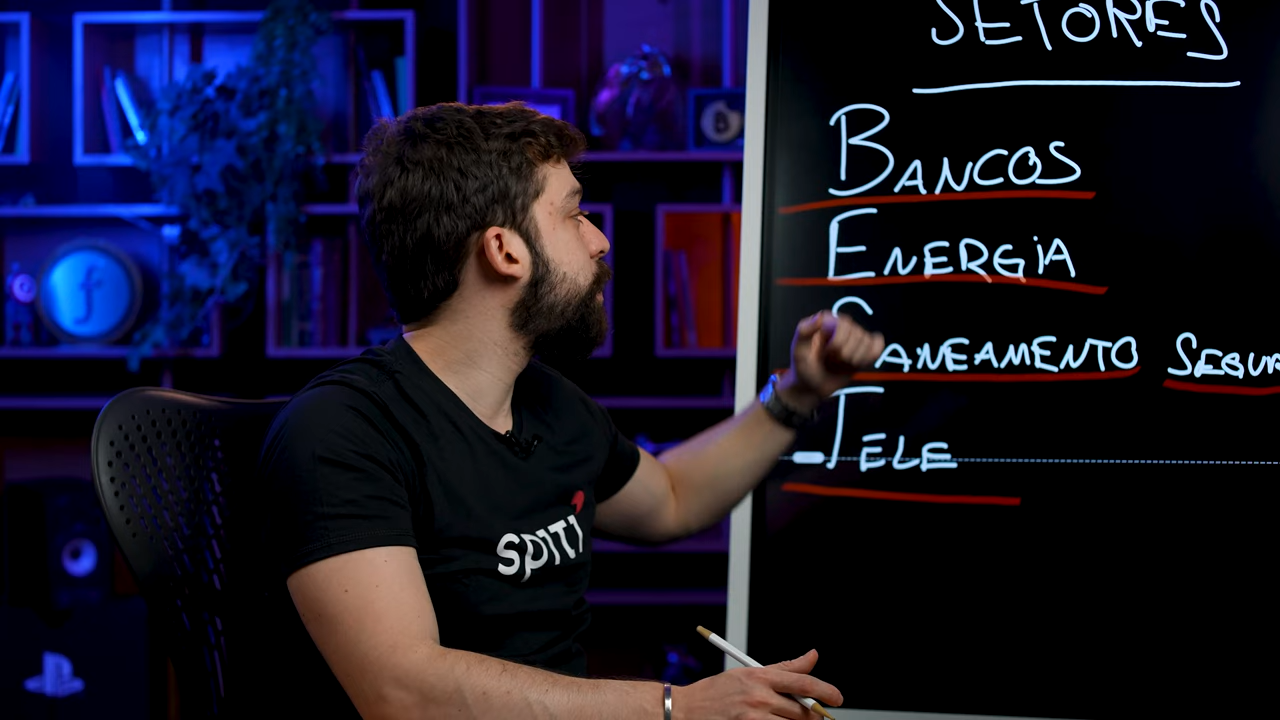 SETORES
BANCOS
ENERGIA
SANEAMENTO
TELE
spiti